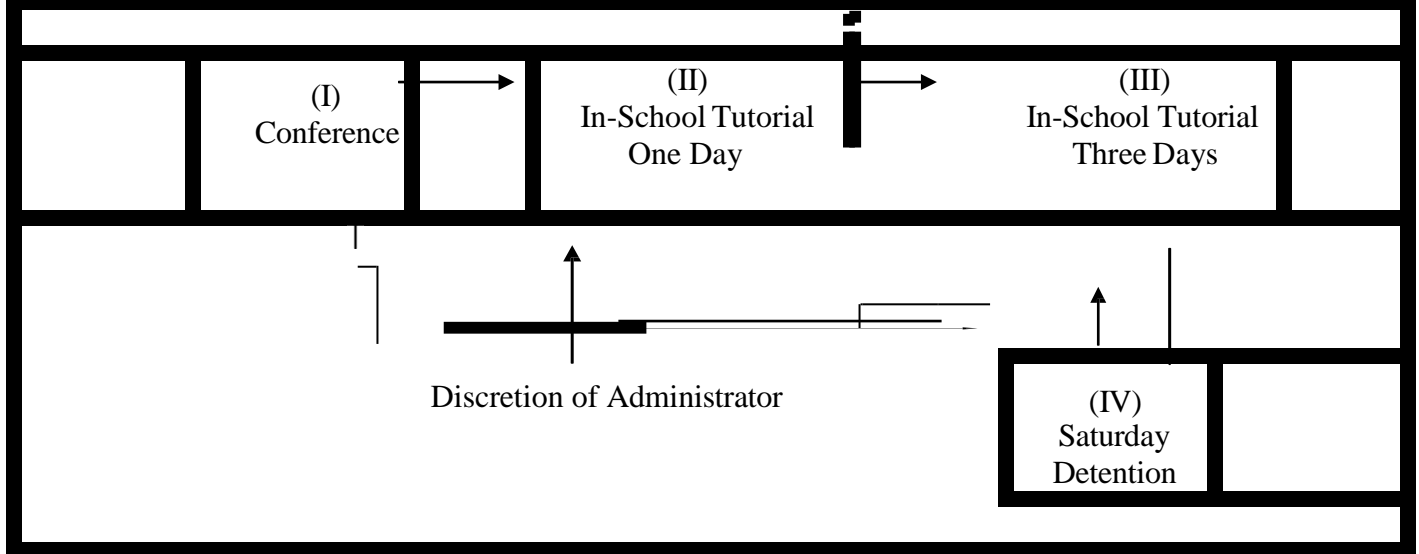 (I)
Conference
(II)
In-School Tutorial
One Day
(III)
In-School Tutorial
Three Days
Discretion of Administrator
(IV)
Saturday
Detention